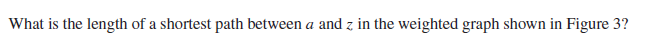 What is the length of a shortest path between a and z in the weighted graph shown in Figure 3?